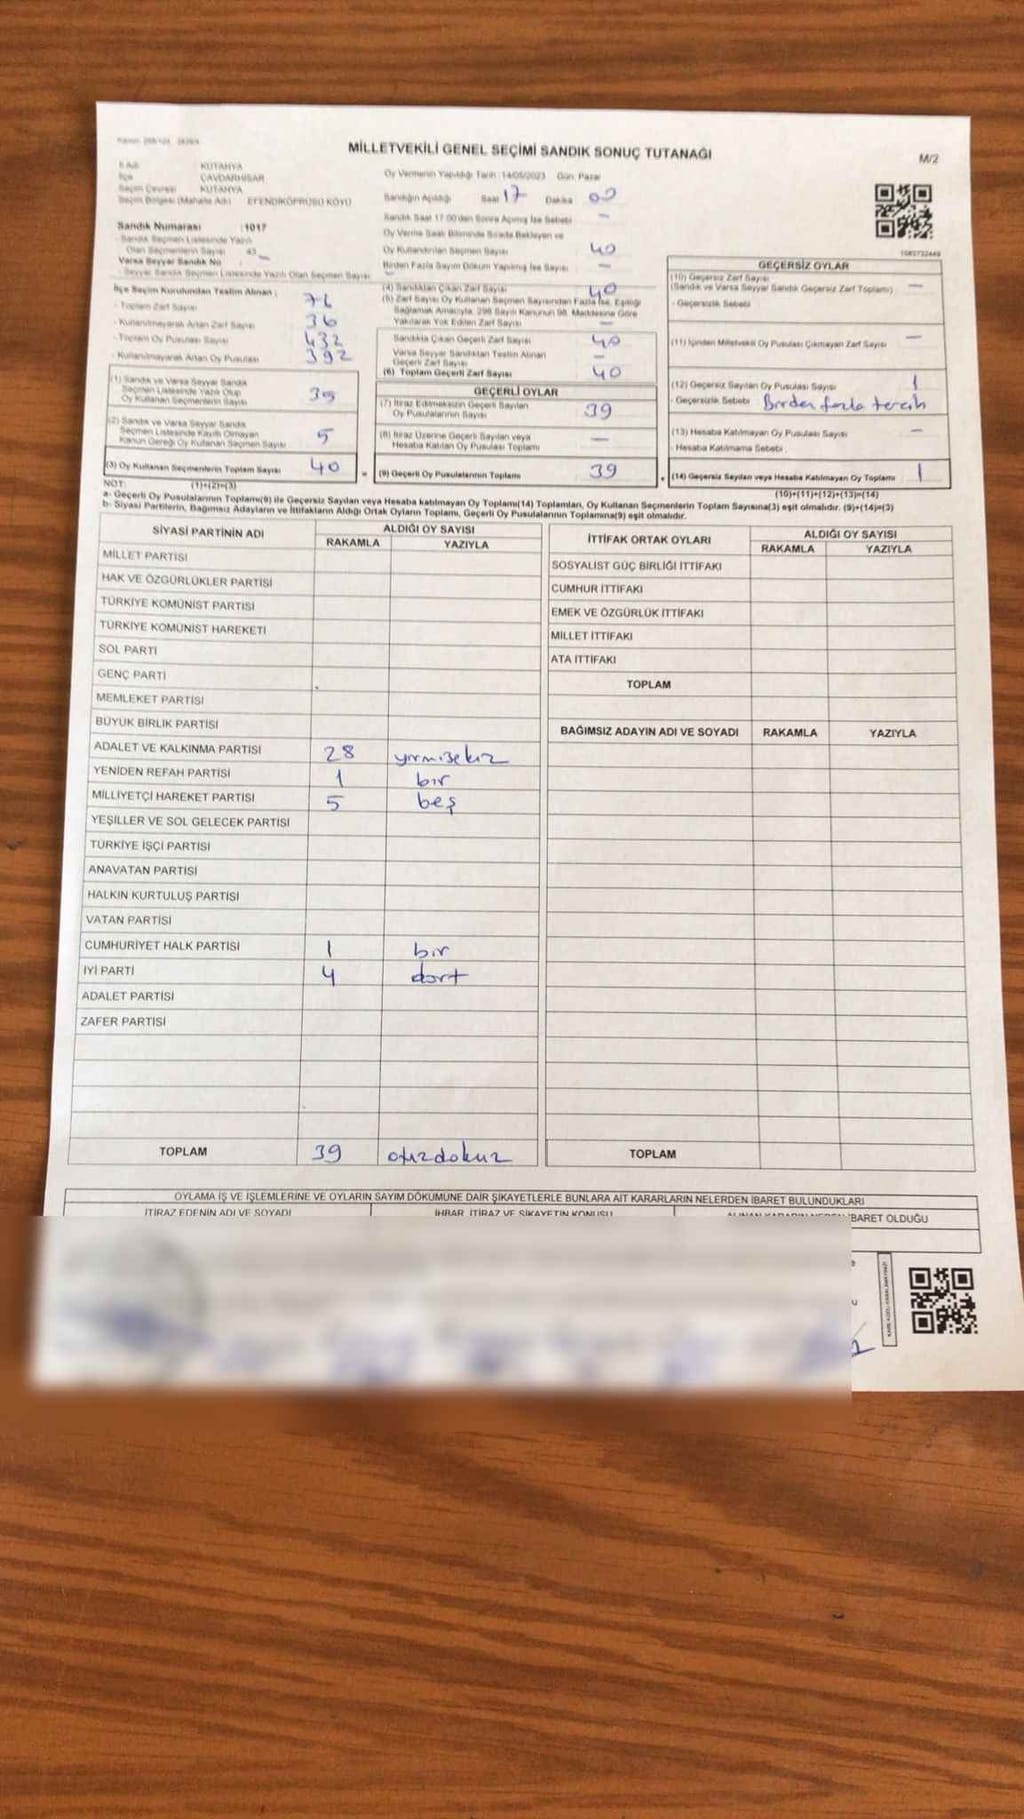 MİLLETVEKİLİ GENEL SEÇİMİ SANDIK SONUÇ TUTANAĞI
M/2
İl Adı KÜTAHYA
İlçe ÇAVDARHİSAR
Seçim Çevresi KÜTAHYA
Seçim Bölgesi (Mahalle Adı) EFENDİKÖPRÜSÜ KÖYÜ
Oy Vermenin Yapıldığı Tarih : 14/05/2023 Gün: Pazar
Sandığın Açıldığı Saat 17 Dakika 00
Sandık Saat 17:00'den Sonra Açılmış İse Sebebi –
Oy Verme Saati Bitiminde Sırada Bekleyen ve
Oy Kullandırılan Seçmen Sayısı 40
Birden Fazla Sayım Döküm Yapılmış İse Sayısı –
Sandık Numarası :1017
- Sandık Seçmen Listesinde Yazılı
Olan Seçmenlerin Sayısı 43
Varsa Seyyar Sandık No –
- Seyyar Sandık Seçmen Listesinde Yazılı Olan Seçmen Sayısı
İlçe Seçim Kurulundan Teslim Alınan ;
- Toplam Zarf Sayısı 76
- Kullanılmayarak Artan Zarf Sayısı 36
- Toplam Oy Pusulası Sayısı 432
- Kullanılmayarak Artan Oy Pusulası 392
(1) Sandık ve Varsa Seyyar Sandık
Seçmen Listesinde Yazılı Olup
Oy Kullanan Seçmenlerin Sayısı 35
(2) Sandık ve Varsa Seyyar Sandık
Seçmen Listesinde Kayıtlı Olmayan
Kanun Gereği Oy Kullanan Seçmen Sayısı 5
(3) Oy Kullanan Seçmenlerin Toplam Sayısı 40
(4) Sandıktan Çıkan Zarf Sayısı 40
(5) Zarf Sayısı Oy Kullanan Seçmen Sayısından Fazla İse, Eşitliği
Sağlamak Amacıyla, 298 Sayılı Kanunun 98. Maddesine Göre
Yakılarak Yok Edilen Zarf Sayısı –
Sandıkta Çıkan Geçerli Zarf Sayısı 40
Varsa Seyyar Sandıktan Teslim Alınan
Geçerli Zarf Sayısı –
(6) Toplam Geçerli Zarf Sayısı 40
GEÇERLİ OYLAR
(7) İtiraz Edilmeksizin Geçerli Sayılan
Oy Pusulalarının Sayısı 39
(8) İtiraz Üzerine Geçerli Sayılan veya
Hesaba Katılan Oy Pusulaları Toplamı –
= (9) Geçerli Oy Pusulalarının Toplamı 39
GEÇERSİZ OYLAR
(10) Geçersiz Zarf Sayısı
(Sandık ve Varsa Seyyar Sandık Geçersiz Zarf Toplamı) –
- Geçersizlik Sebebi
(11) İçinden Milletvekili Oy Pusulası Çıkmayan Zarf Sayısı –
(12) Geçersiz Sayılan Oy Pusulası Sayısı 1
- Geçersizlik Sebebi Birden fazla tercih
(13) Hesaba Katılmayan Oy Pusulası Sayısı –
- Hesaba Katılmama Sebebi
+ (14) Geçersiz Sayılan veya Hesaba Katılmayan Oy Toplamı 1
NOT: (1)+(2)=(3) (10)+(11)+(12)+(13)=(14)
a- Geçerli Oy Pusulalarının Toplamı(9) ile Geçersiz Sayılan veya Hesaba katılmayan Oy Toplamı(14) Toplamları, Oy Kullanan Seçmenlerin Toplam Sayısına(3) eşit olmalıdır. (9)+(14)=(3)
b- Siyasi Partilerin, Bağımsız Adayların ve İttifakların Aldığı Ortak Oyların Toplamı, Geçerli Oy Pusulalarının Toplamına(9) eşit olmalıdır.
SİYASİ PARTİNİN ADI ALDIĞI OY SAYISI
RAKAMLA YAZIYLA
MİLLET PARTİSİ
HAK VE ÖZGÜRLÜKLER PARTİSİ
TÜRKİYE KOMÜNİST PARTİSİ
TÜRKİYE KOMÜNİST HAREKETİ
SOL PARTİ
GENÇ PARTİ
MEMLEKET PARTİSİ
BÜYÜK BİRLİK PARTİSİ
ADALET VE KALKINMA PARTİSİ 28 yirmisekiz
YENİDEN REFAH PARTİSİ 1 bir
MİLLİYETÇİ HAREKET PARTİSİ 5 beş
YEŞİLLER VE SOL GELECEK PARTİSİ
TÜRKİYE İŞÇİ PARTİSİ
ANAVATAN PARTİSİ
HALKIN KURTULUŞ PARTİSİ
VATAN PARTİSİ
CUMHURİYET HALK PARTİSİ 1 bir
İYİ PARTİ 4 dört
ADALET PARTİSİ
ZAFER PARTİSİ
TOPLAM 39 otuzdokuz
İTTİFAK ORTAK OYLARI ALDIĞI OY SAYISI
RAKAMLA YAZIYLA
SOSYALİST GÜÇ BİRLİĞİ İTTİFAKI
CUMHUR İTTİFAKI
EMEK VE ÖZGÜRLÜK İTTİFAKI
MİLLET İTTİFAKI
ATA İTTİFAKI
TOPLAM
BAĞIMSIZ ADAYIN ADI VE SOYADI RAKAMLA YAZIYLA
TOPLAM
OYLAMA İŞ VE İŞLEMLERİNE VE OYLARIN SAYIM DÖKÜMÜNE DAİR ŞİKAYETLERLE BUNLARA AİT KARARLARIN NELERDEN İBARET BULUNDUKLARI
İTİRAZ EDENİN ADI VE SOYADI İHBAR, İTİRAZ VE ŞİKAYETİN KONUSU ALINAN KARARIN NEDEN İBARET OLDUĞU